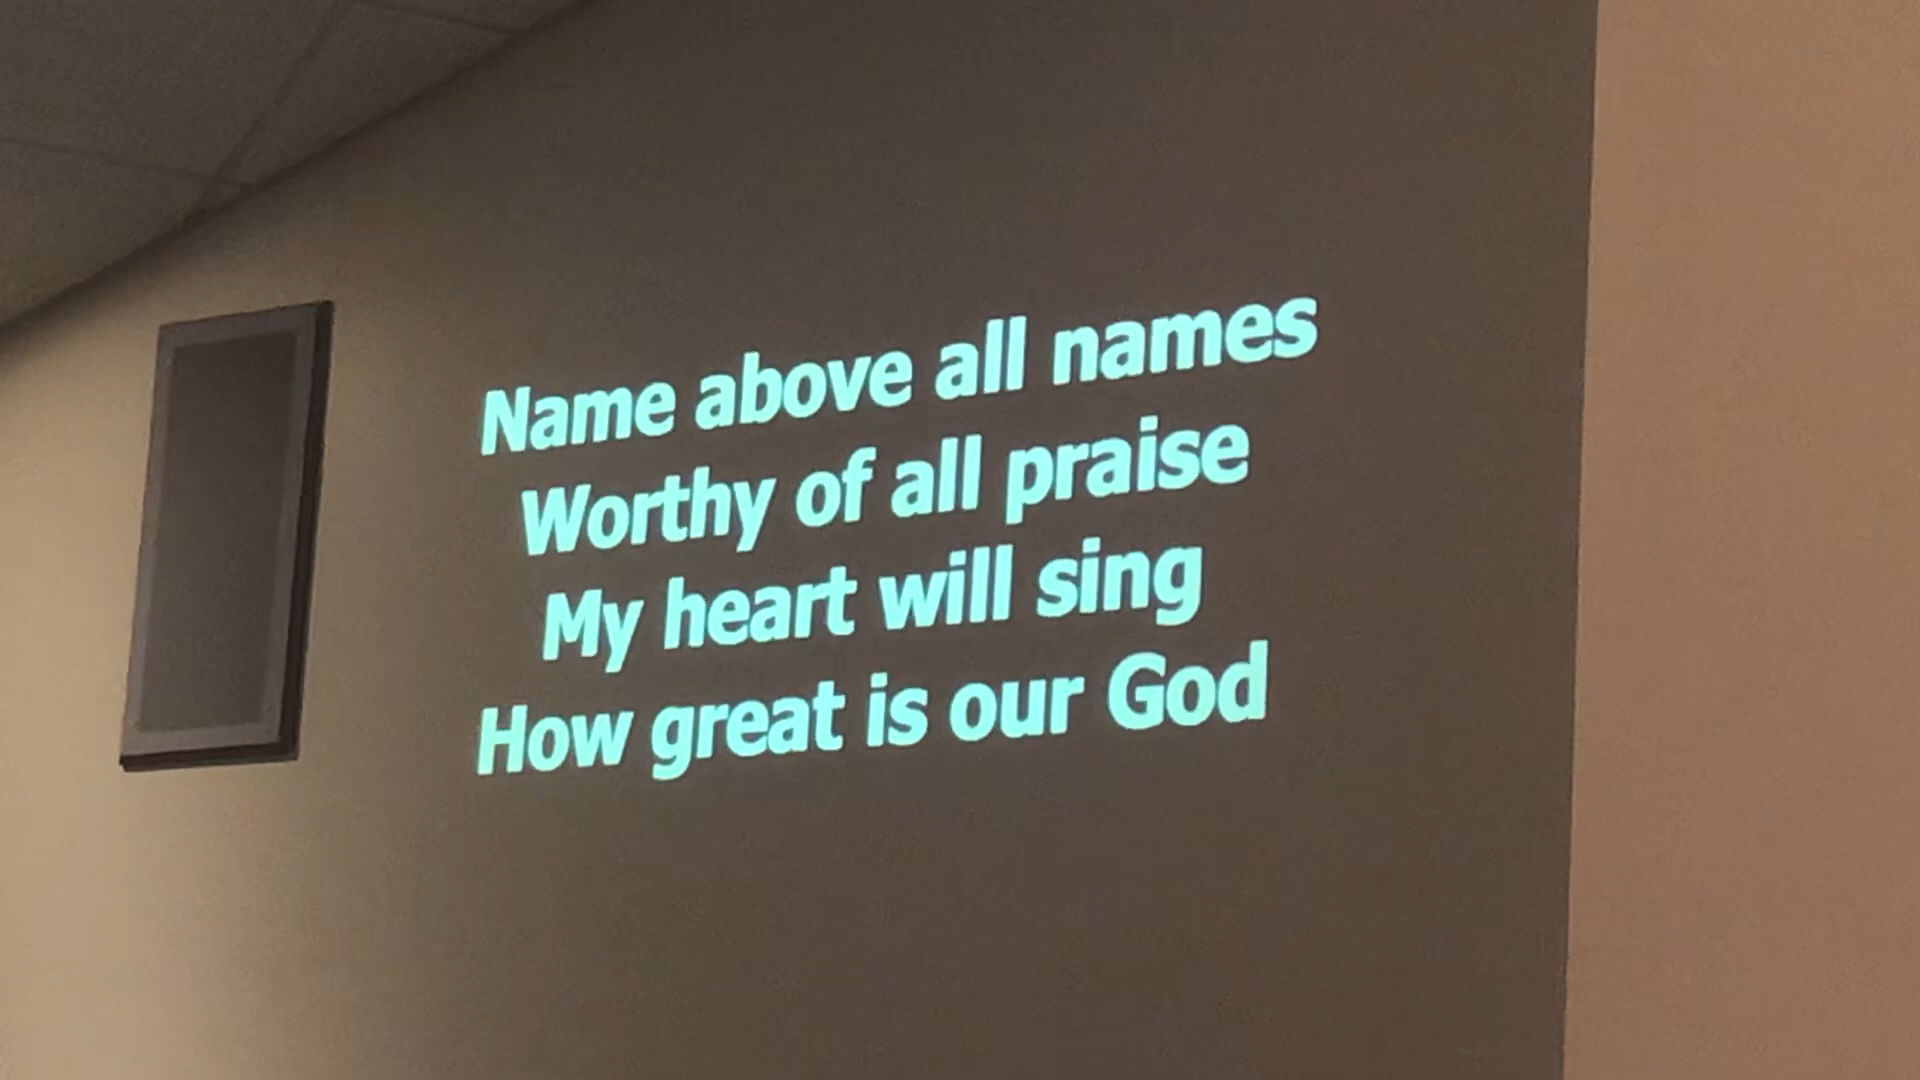 Name above all names
Worthy of all praise
My heart will sing
How great is our God